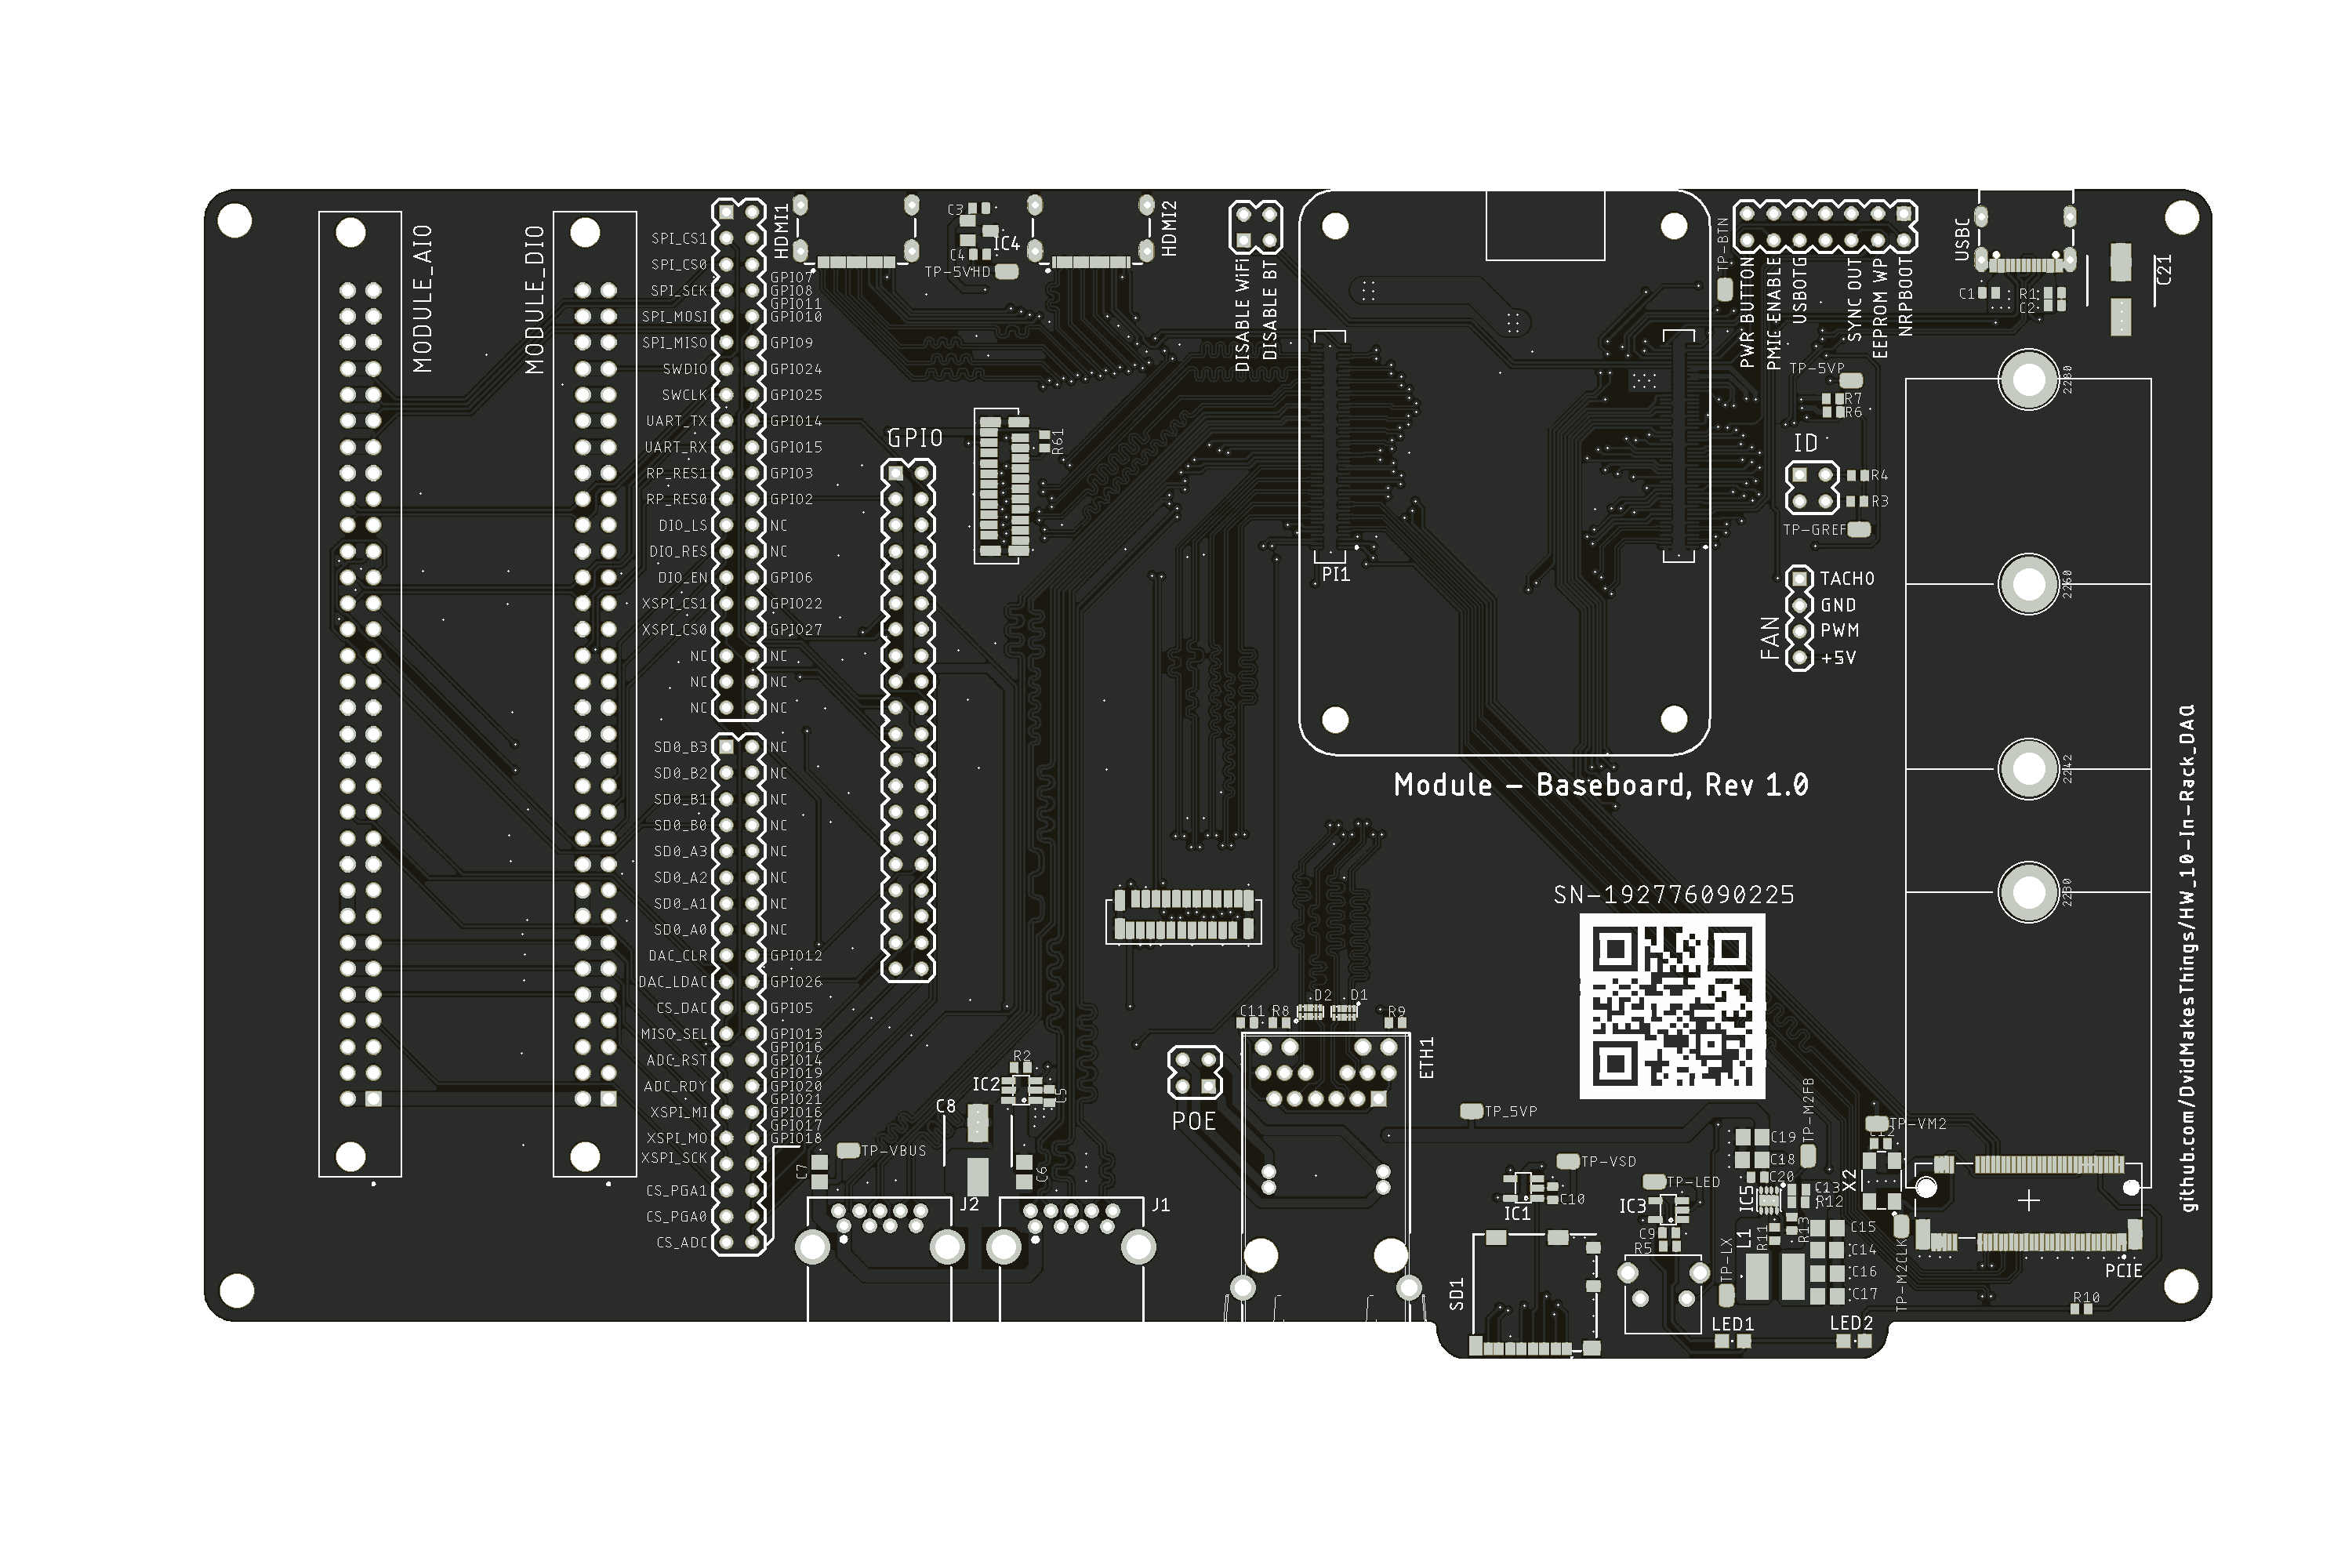 MODULE_AIO
MODULE_DIO
SPI_CS1
SPI_CS0
SPI_SCK
SPI_MOSI
SPI_MISO
SWDIO
SWCLK
UART_TX
UART_RX
RP_RES1
RP_RES0
DIO_LS
DIO_RES
DIO_EN
XSPI_CS1
XSPI_CS0
NC
NC
NC
GPIO7
GPIO8
GPIO11
GPIO10
GPIO9
GPIO24
GPIO25
GPIO14
GPIO15
GPIO3
GPIO2
NC
NC
GPIO6
GPIO22
GPIO27
NC
NC
NC
SD0_B3
SD0_B2
SD0_B1
SD0_B0
SD0_A3
SD0_A2
SD0_A1
SD0_A0
DAC_CLR
DAC_LDAC
CS_DAC
MISO_SEL
ADC_RST
ADC_RDY
XSPI_MI
XSPI_MO
XSPI_SCK
CS_PGA1
CS_PGA0
CS_ADC
NC
NC
NC
NC
NC
NC
NC
NC
GPIO12
GPIO26
GPIO5
GPIO13
GPIO16
GPIO14
GPIO19
GPIO20
GPIO21
GPIO16
GPIO17
GPIO18
HDMI1
C3
IC4
C4
TP-5VHD
HDMI2
GPIO
R61
DISABLE WiFi
DISABLE BT
PI1
TP-BTN
PWR BUTTON
PMIC ENABLE
USBOTG
SYNC OUT
EEPROM WP
NRPBOOT
USBC
C1
R1
C2
C21
TP-5VP
R7
R6
ID
R4
R3
TP-GREF
FAN
TACHO
GND
PWM
+5V
2280
2260
2242
2230
Module - Baseboard, Rev 1.0
SN-192776090225
github.com/DvidMakesThings/HW_10-In-Rack_DAQ
D2
D1
C11
R8
R9
ETH1
POE
R2
IC2
C5
C8
C7
TP-VBUS
C6
J2
J1
TP_5VP
TP-VSD
IC1
C10
SD1
TP-LED
IC3
C9
R5
TP-LX
LED1
LED2
C19
C18
C20
TP-M2FB
IC5
C13
R12
R11
R13
L1
C15
C14
C16
C17
TP-VM2
C12
X2
TP-M2CLK
PCIE
R10